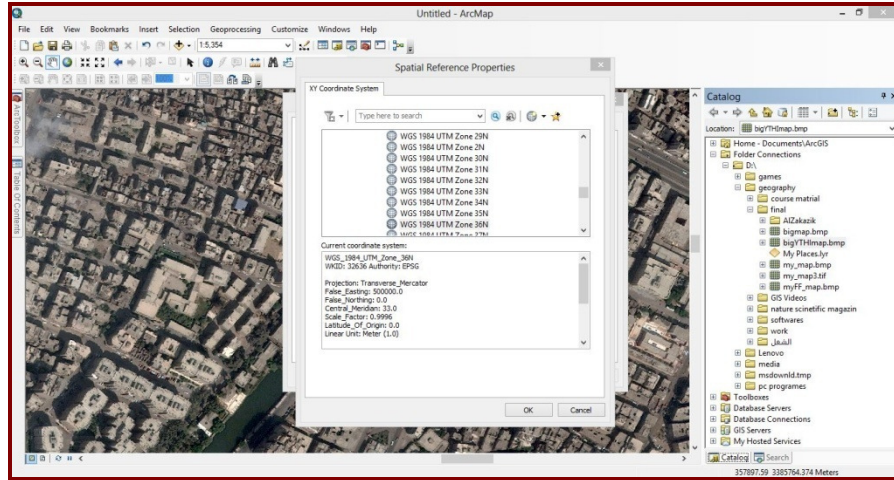 Untitled - ArcMap
File Edit View Bookmarks Insert Selection Geoprocessing Customize Windows Help
1:5,354
Spatial Reference Properties
XY Coordinate System
Type here to search
WGS 1984 UTM Zone 29N
WGS 1984 UTM Zone 2N
WGS 1984 UTM Zone 30N
WGS 1984 UTM Zone 31N
WGS 1984 UTM Zone 32N
WGS 1984 UTM Zone 33N
WGS 1984 UTM Zone 34N
WGS 1984 UTM Zone 35N
WGS 1984 UTM Zone 36N
WGS 1984 UTM Zone 37N
Current coordinate system:
WGS_1984_UTM_Zone_36N
WKID: 32636 Authority: EPSG
Projection: Transverse_Mercator
False_Easting: 500000.0
False_Northing: 0.0
Central_Meridian: 33.0
Scale_Factor: 0.9996
Latitude_Of_Origin: 0.0
Linear Unit: Meter (1.0)
OK Cancel
ArcToolbox
Table Of Contents
Catalog
Location: bigYTHImap.bmp
Home - Documents\ArcGIS
Folder Connections
D:\
games
geography
course matrial
final
AlZakazik
bigmap.bmp
bigYTHImap.bmp
My Places.lyr
my_map.bmp
my_map3.tif
myFF_map.bmp
GIS Videos
nature scinetific magazin
softwares
work
الشغل
Lenovo
media
msdownld.tmp
pc programes
Toolboxes
Database Servers
Database Connections
GIS Servers
My Hosted Services
Catalog Search
357897.59 3385764.374 Meters